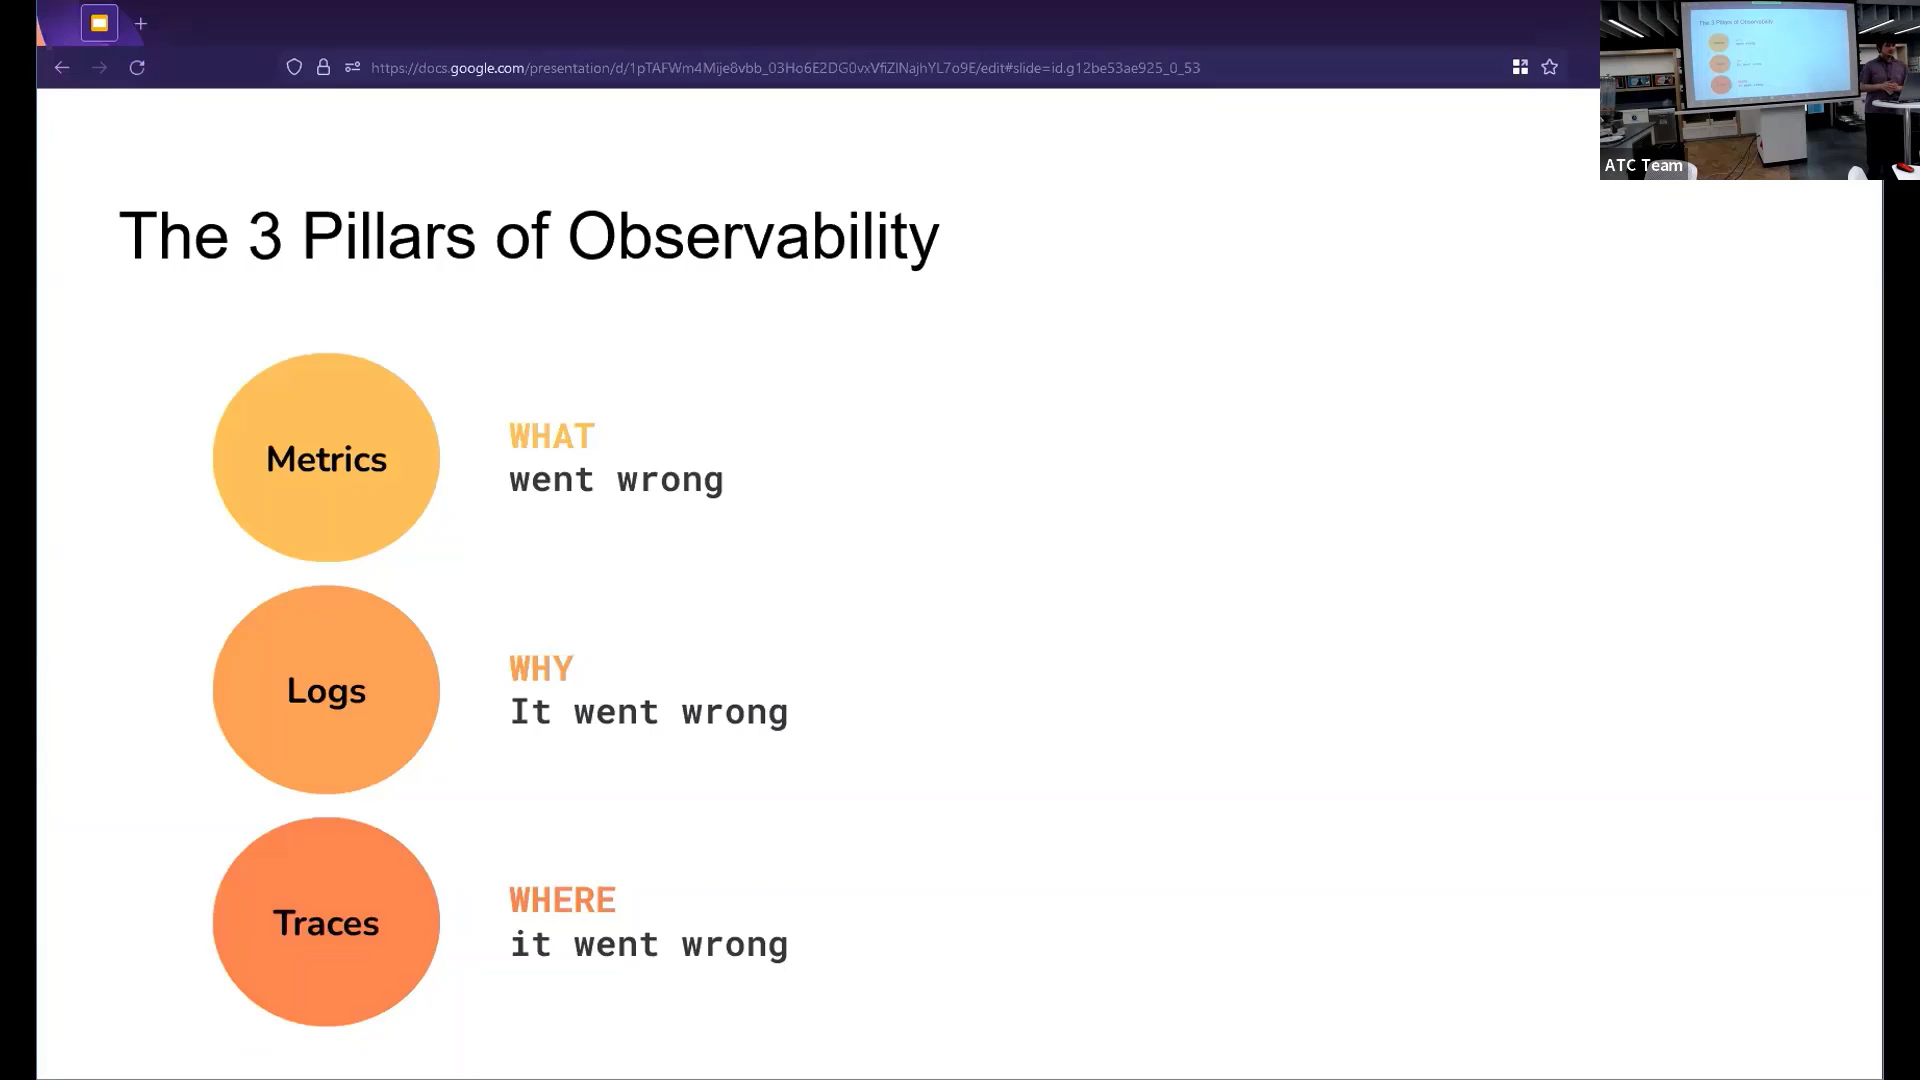 https://docs.google.com/presentation/d/1pTAFWm4Mije8vbb_03Ho6E2DG0vxVfiZlNajhYL7o9E/edit#slide=id.g12be53ae925_0_53
ATC Team
The 3 Pillars of Observability
Metrics
WHAT
went wrong
Logs
WHY
It went wrong
Traces
WHERE
it went wrong